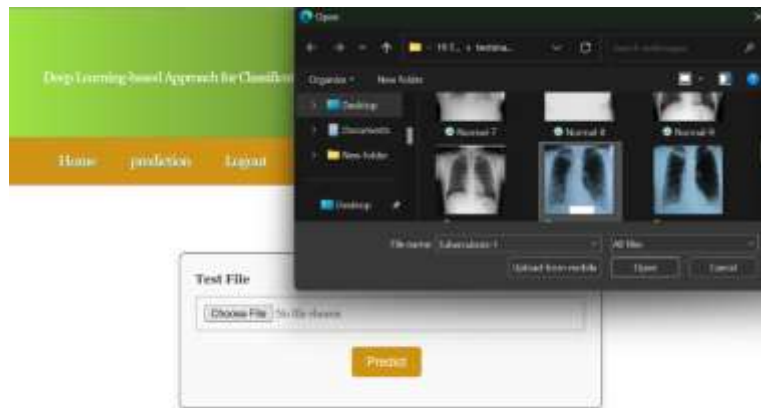 Deep Learning-based Approach for Classificat
Home prediction Logout
Open
Organize New folder
Desktop
Documents
New folder
Desktop
Normal 7 Normal 8 Normal 9
File name: Tuberculosis-1
All files
Upload from mobile Open Cancel
Test File
Choose File No file chosen
Predict